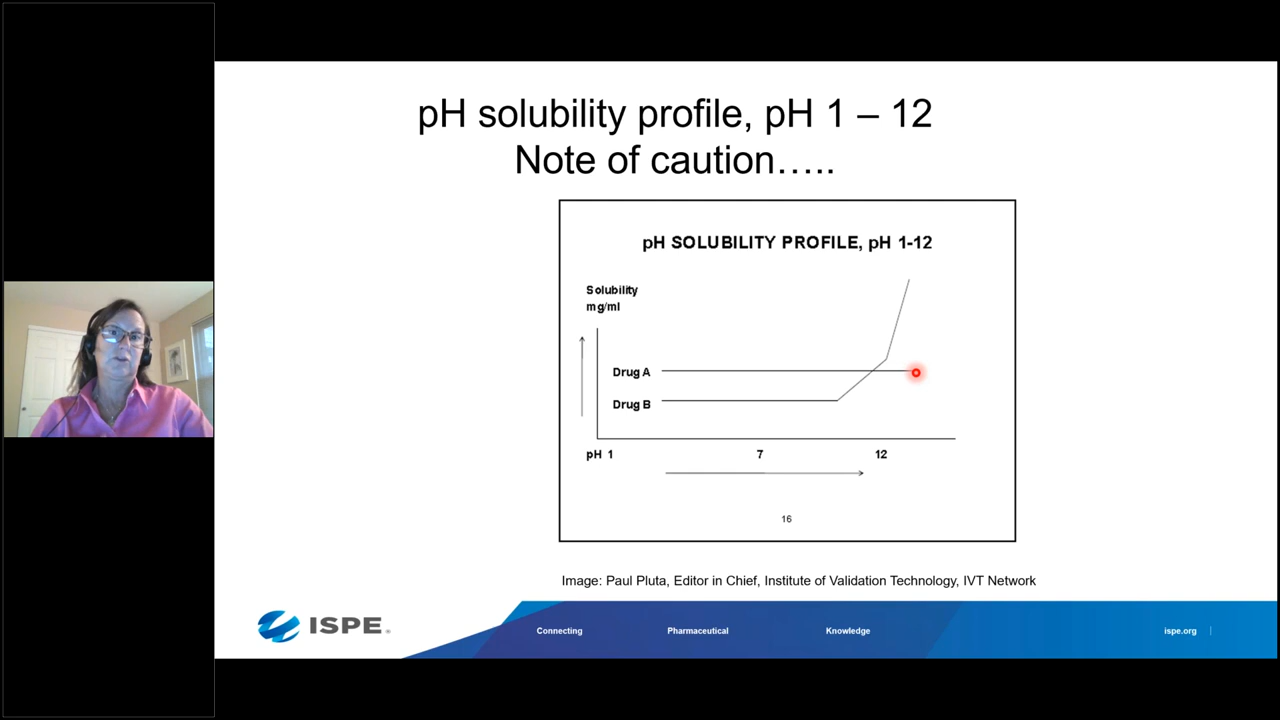 pH solubility profile, pH 1 – 12
Note of caution…..
pH SOLUBILITY PROFILE, pH 1-12
Solubility
mg/ml
Drug A
Drug B
pH 1 7 12
16
Image: Paul Pluta, Editor in Chief, Institute of Validation Technology, IVT Network
ISPE®
Connecting Pharmaceutical Knowledge ispe.org |